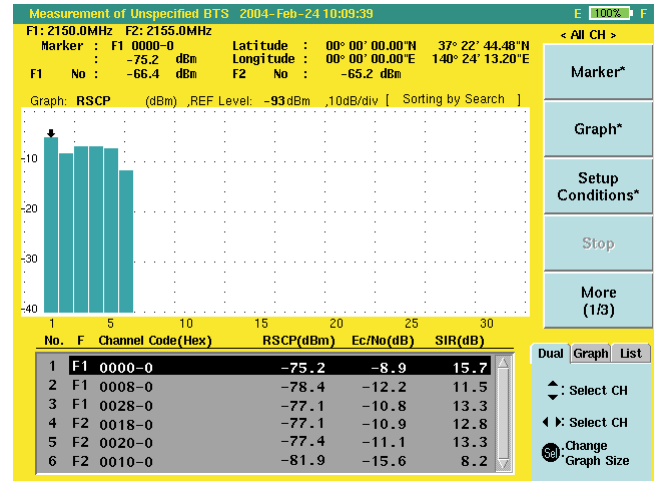 Measurement of Unspecified BTS 2004-Feb-24 10:09:39 E 100% F
F1: 2150.0MHz F2: 2155.0MHz
Marker : F1 0000-0 Latitude : 00° 00' 00.00"N 37° 22' 44.48"N
: -75.2 dBm Longitude : 00° 00' 00.00"E 140° 24' 13.20"E
F1 No : -66.4 dBm F2 No : -65.2 dBm
Graph: RSCP (dBm) ,REF Level: -93dBm ,10dB/div [ Sorting by Search ]
-10
-20
-30
-40
1 5 10 15 20 25 30
No. F Channel Code(Hex) RSCP(dBm) Ec/No(dB) SIR(dB)
1 F1 0000-0 -75.2 -8.9 15.7
2 F1 0008-0 -78.4 -12.2 11.5
3 F1 0028-0 -77.1 -10.8 13.3
4 F2 0018-0 -77.1 -10.9 12.8
5 F2 0020-0 -77.4 -11.1 13.3
6 F2 0010-0 -81.9 -15.6 8.2
< All CH >
Marker*
Graph*
Setup
Conditions*
Stop
More
(1/3)
Dual Graph List
: Select CH
: Select CH
Sel :Change
Graph Size